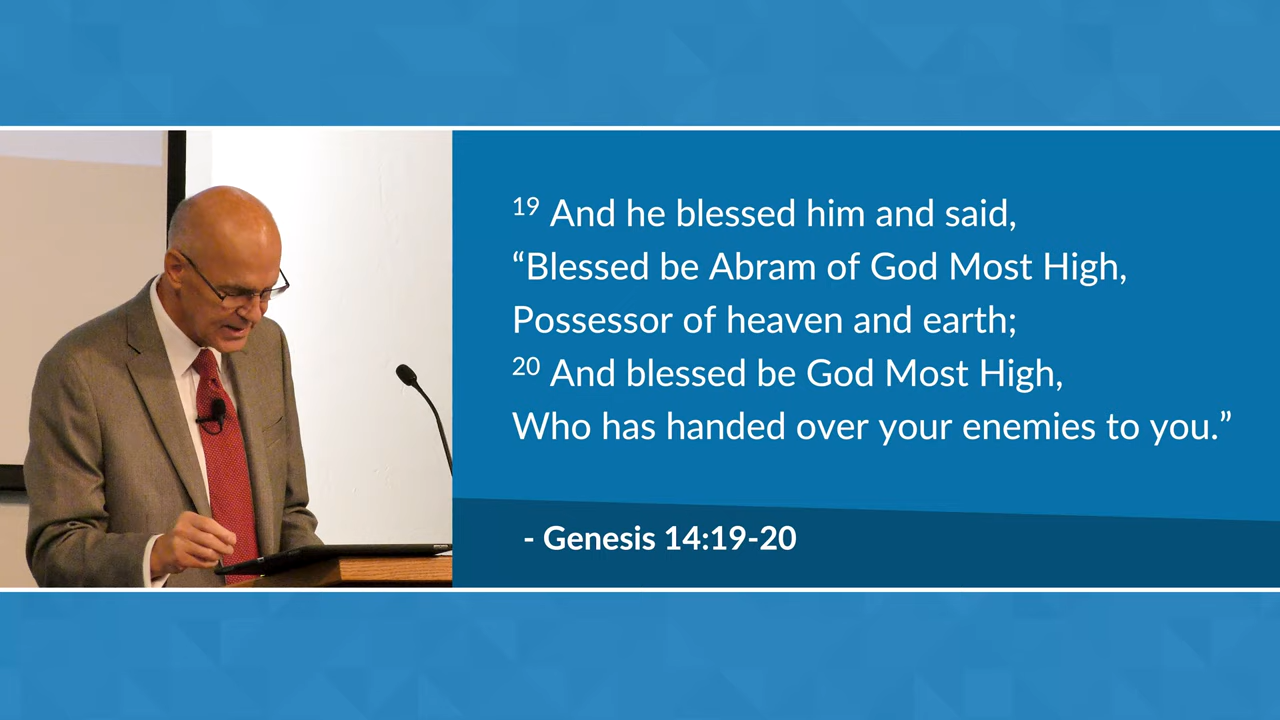 19 And he blessed him and said,
“Blessed be Abram of God Most High,
Possessor of heaven and earth;
20 And blessed be God Most High,
Who has handed over your enemies to you.”
- Genesis 14:19-20